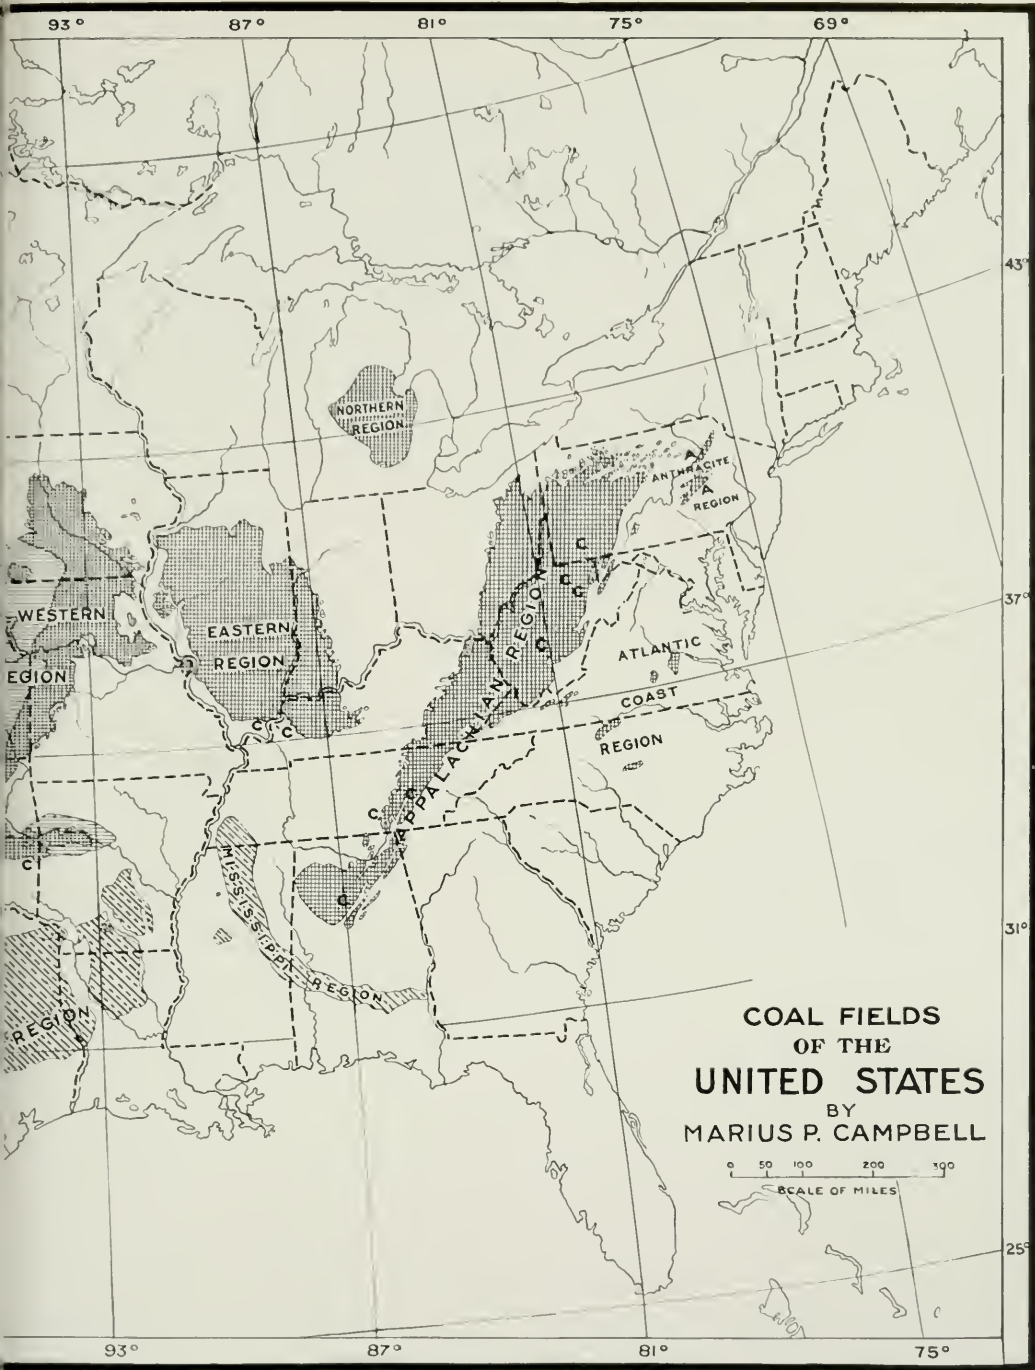 93° 87° 81° 75° 69°
43°
NORTHERN
REGION
A
ANTHRACITE
A
REGION
C
C
C
C
37°
WESTERN
EGION
EASTERN
REGION
C C
APPALACHIAN REGION
ATLANTIC
COAST
REGION
C
C
C
C
MISSISSIPPI REGION
REGION
31°
COAL FIELDS
OF THE
UNITED STATES
BY
MARIUS P. CAMPBELL
0 50 100 200 300
SCALE OF MILES
25°
93° 87° 81° 75°